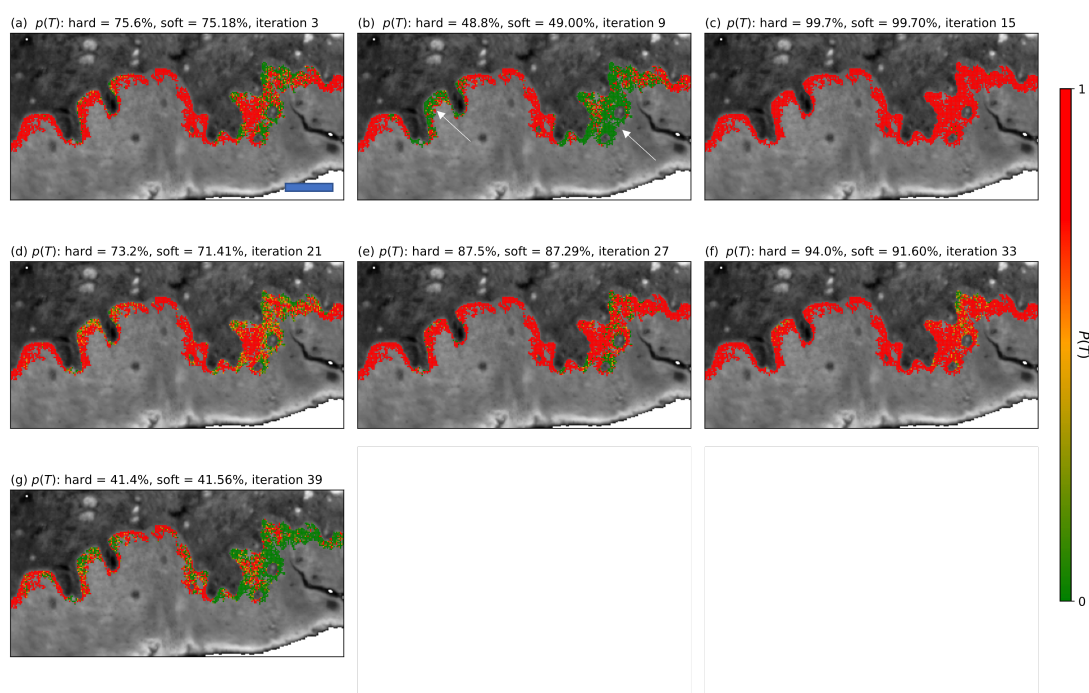 (a) p(T): hard = 75.6%, soft = 75.18%, iteration 3
(b) p(T): hard = 48.8%, soft = 49.00%, iteration 9
(c) p(T): hard = 99.7%, soft = 99.70%, iteration 15
(d) p(T): hard = 73.2%, soft = 71.41%, iteration 21
(e) p(T): hard = 87.5%, soft = 87.29%, iteration 27
(f) p(T): hard = 94.0%, soft = 91.60%, iteration 33
(g) p(T): hard = 41.4%, soft = 41.56%, iteration 39
1
P(T)
0